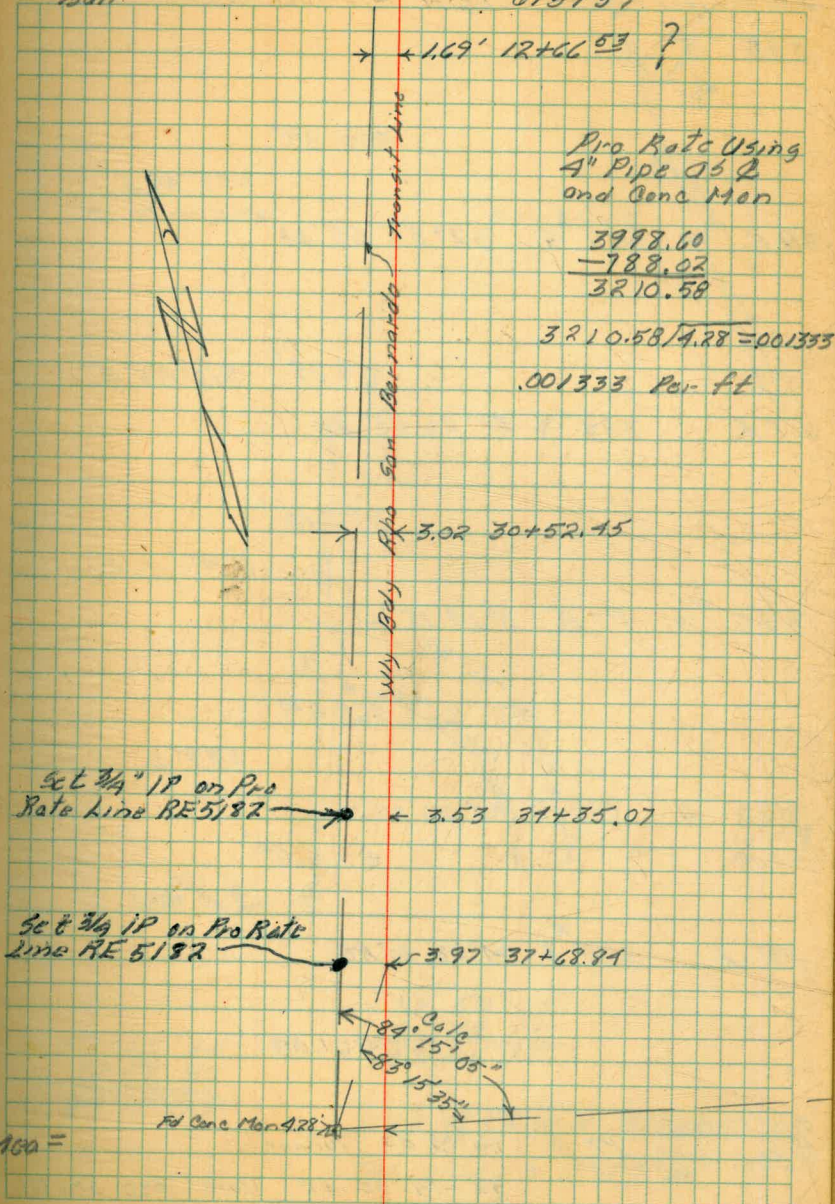 1.69' 12+66 53 ?
Pro Rate Using
4" Pipe as ℄
and Conc Mon
3998.60
-788.02
3210.58
3210.58/4.28 = .001333
.001333 Per ft
Wly Bdy Rho San Bernardo Transit Line
3.02 30+52.45
Set 3/4" IP on Pro
Rate Line RE 5182
3.53 34+35.07
Set 3/4 IP on Pro Rate
Line RE 5182
3.97 37+68.84
Calc
84° 15' 05"
83° 15' 35"
Fd Conc Mon 4.28'